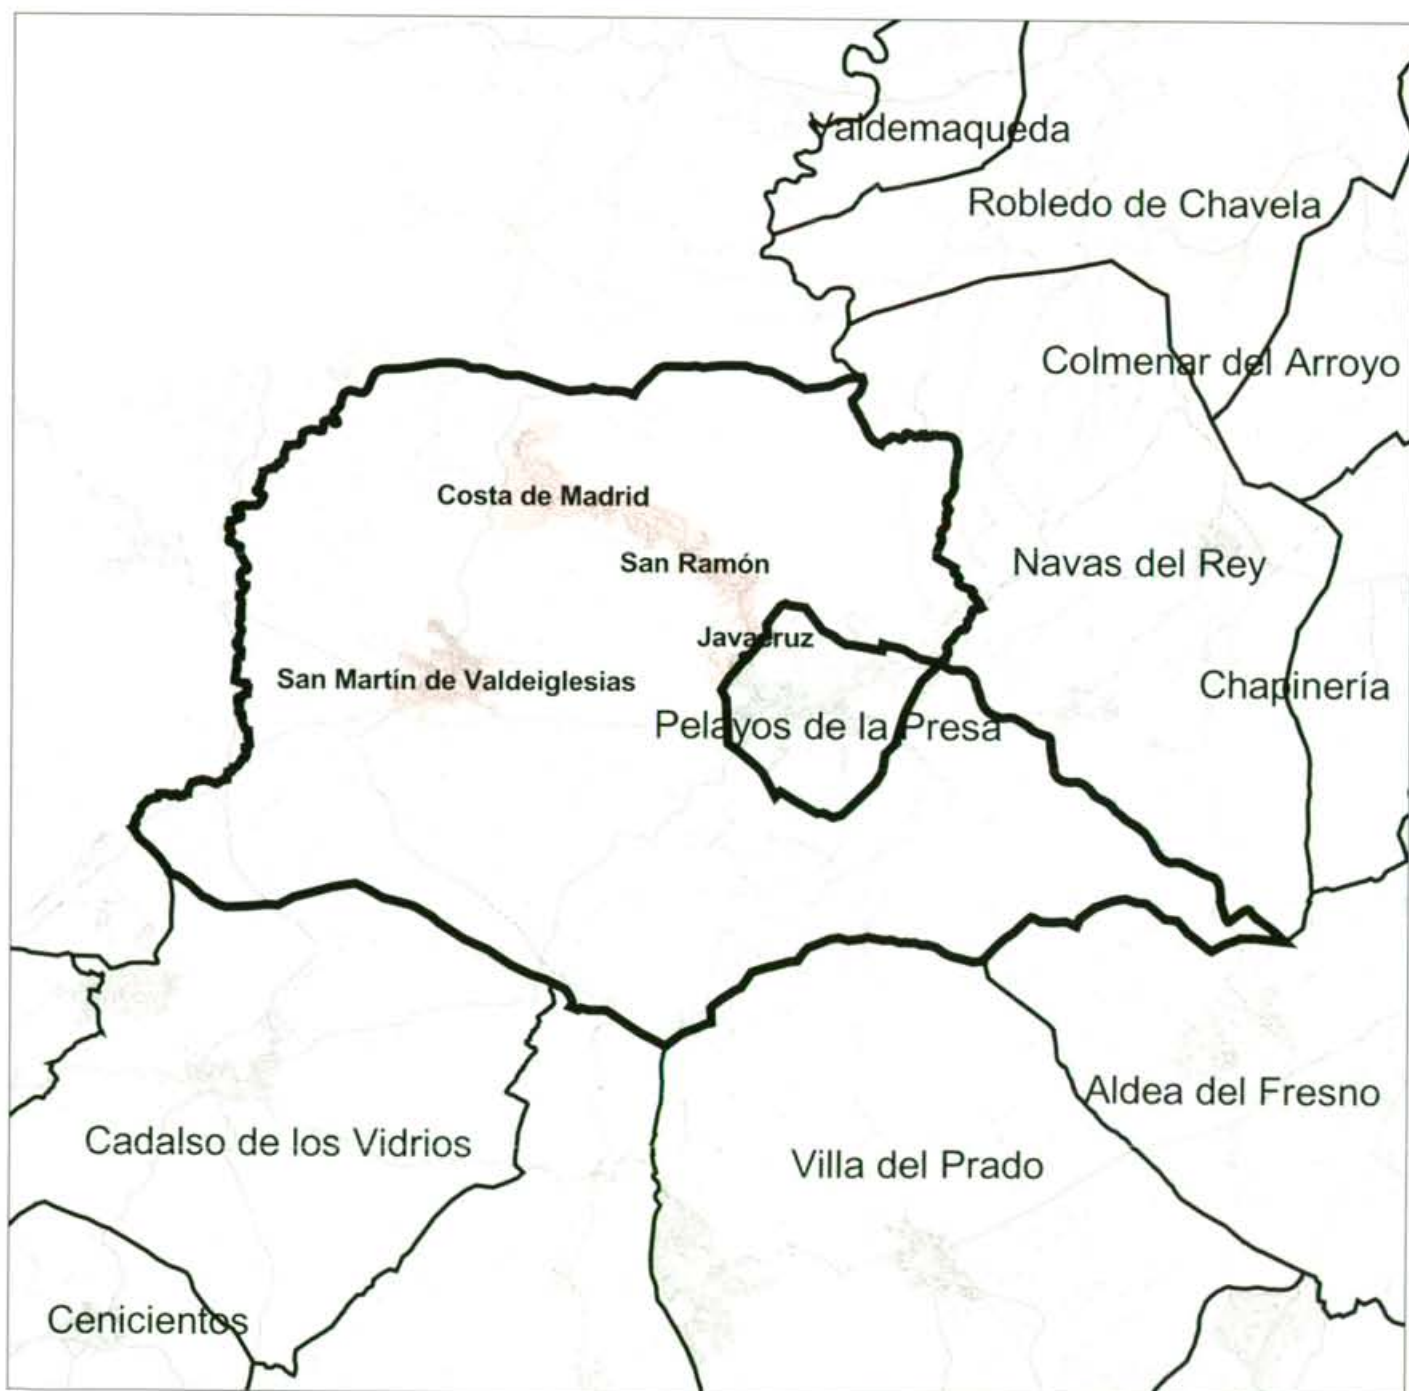 Valdemaqueda
Robledo de Chavela
Colmenar del Arroyo
Costa de Madrid
San Ramón
Navas del Rey
Javacruz
San Martín de Valdeiglesias
Chapinería
Pelayos de la Presa
Aldea del Fresno
Cadalso de los Vidrios
Villa del Prado
Cenicientos